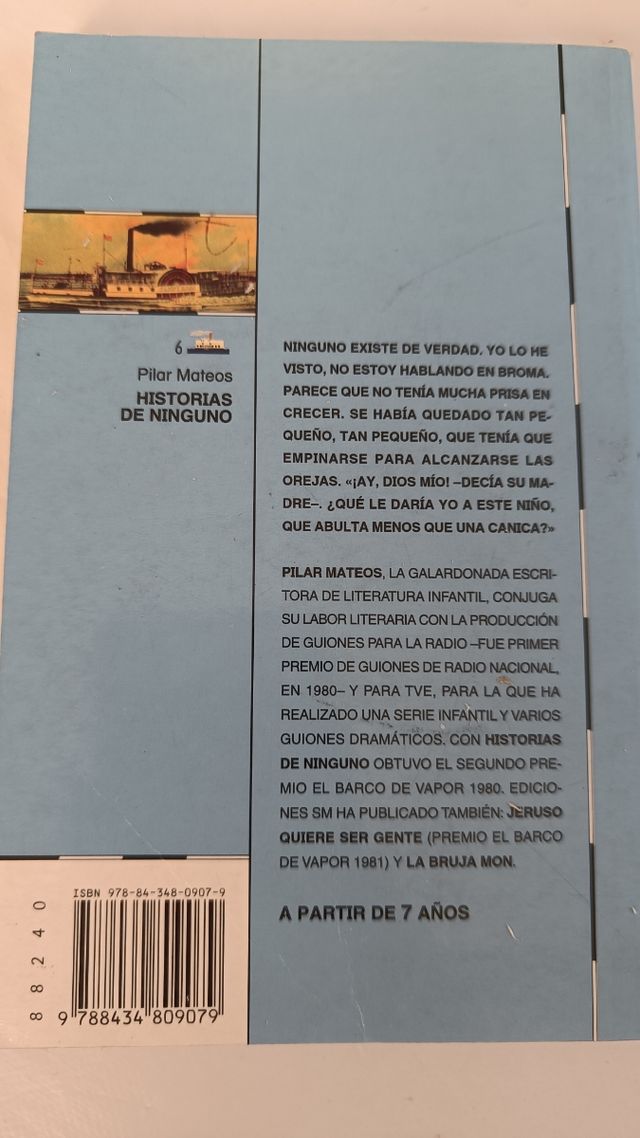 6
Pilar Mateos
HISTORIAS
DE NINGUNO
NINGUNO EXISTE DE VERDAD. YO LO HE
VISTO, NO ESTOY HABLANDO EN BROMA.
PARECE QUE NO TENÍA MUCHA PRISA EN
CRECER. SE HABÍA QUEDADO TAN PE-
QUEÑO, TAN PEQUEÑO, QUE TENÍA QUE
EMPINARSE PARA ALCANZARSE LAS
OREJAS. «¡AY, DIOS MÍO! –DECÍA SU MA-
DRE–. ¿QUÉ LE DARÍA YO A ESTE NIÑO,
QUE ABULTA MENOS QUE UNA CANICA?»
PILAR MATEOS, LA GALARDONADA ESCRI-
TORA DE LITERATURA INFANTIL, CONJUGA
SU LABOR LITERARIA CON LA PRODUCCIÓN
DE GUIONES PARA LA RADIO –FUE PRIMER
PREMIO DE GUIONES DE RADIO NACIONAL,
EN 1980– Y PARA TVE, PARA LA QUE HA
REALIZADO UNA SERIE INFANTIL Y VARIOS
GUIONES DRAMÁTICOS. CON HISTORIAS
DE NINGUNO OBTUVO EL SEGUNDO PRE-
MIO EL BARCO DE VAPOR 1980. EDICIO-
NES SM HA PUBLICADO TAMBIÉN: JERUSO
QUIERE SER GENTE (PREMIO EL BARCO
DE VAPOR 1981) Y LA BRUJA MON.
A PARTIR DE 7 AÑOS
ISBN 978-84-348-0907-9
9 788434 809079
88240